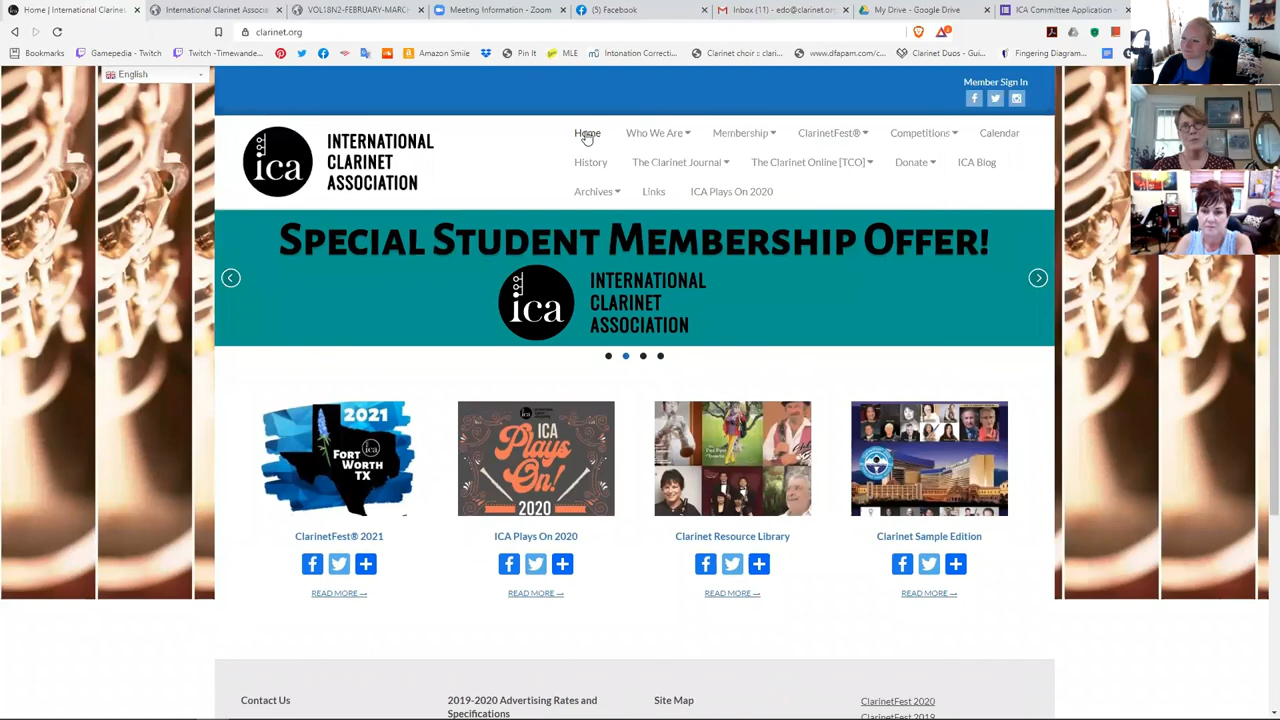 Home | International Clarinet
International Clarinet Associat
VOL18N2-FEBRUARY-MARCH
Meeting Information - Zoom
(5) Facebook
Inbox (11) - edo@clarinet.org
My Drive - Google Drive
ICA Committee Application -
clarinet.org
Bookmarks
Gamepedia - Twitch
Twitch -Timewande...
Amazon Smile
Pin It
MLE
Intonation Correcti...
Clarinet choir :: clari...
www.dfapam.com/c...
Clarinet Duos - Gui...
Fingering Diagram...
English
Member Sign In
ica
INTERNATIONAL
CLARINET
ASSOCIATION
Home
Who We Are
Membership
ClarinetFest®
Competitions
Calendar
History
The Clarinet Journal
The Clarinet Online [TCO]
Donate
ICA Blog
Archives
Links
ICA Plays On 2020
SPECIAL STUDENT MEMBERSHIP OFFER!
ica
INTERNATIONAL
CLARINET
ASSOCIATION
2021
ica
FORT
WORTH
TX
ica
ICA
Plays
On!
2020
ClarinetFest® 2021
ICA Plays On 2020
Clarinet Resource Library
Clarinet Sample Edition
READ MORE →
READ MORE →
READ MORE →
READ MORE →
Contact Us
2019-2020 Advertising Rates and
Specifications
Site Map
ClarinetFest 2020
ClarinetFest 2019